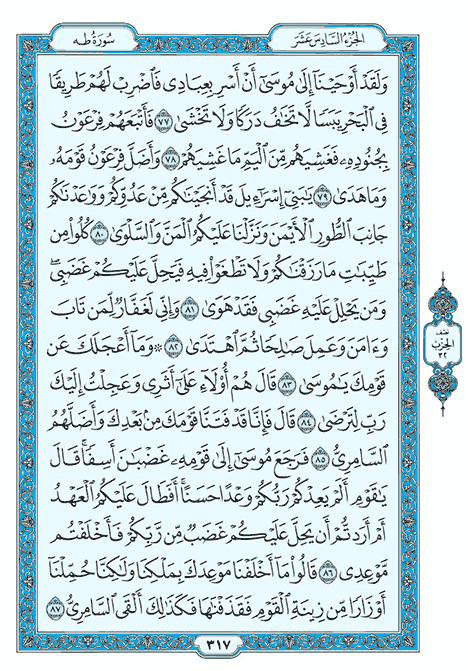 الجزء السادس عشر
سورة طه
وَلَقَدْ أَوْحَيْنَآ إِلَىٰ مُوسَىٰٓ أَنْ أَسْرِ بِعِبَادِى فَٱضْرِبْ لَهُمْ طَرِيقًا
فِى ٱلْبَحْرِ يَبَسًا لَّا تَخَـٰفُ دَرَكًا وَلَا تَخْشَىٰ ٧٧ فَأَتْبَعَهُمْ فِرْعَوْنُ
بِجُنُودِهِۦ فَغَشِيَهُم مِّنَ ٱلْيَمِّ مَا غَشِيَهُمْ ٧٨ وَأَضَلَّ فِرْعَوْنُ قَوْمَهُۥ
وَمَا هَدَىٰ ٧٩ يَـٰبَنِىٓ إِسْرَٰٓءِيلَ قَدْ أَنجَيْنَـٰكُم مِّنْ عَدُوِّكُمْ وَوَٰعَدْنَـٰكُمْ
جَانِبَ ٱلطُّورِ ٱلْأَيْمَنَ وَنَزَّلْنَا عَلَيْكُمُ ٱلْمَنَّ وَٱلسَّلْوَىٰ ٨٠ كُلُوا۟ مِن
طَيِّبَـٰتِ مَا رَزَقْنَـٰكُمْ وَلَا تَطْغَوْا۟ فِيهِ فَيَحِلَّ عَلَيْكُمْ غَضَبِى ۖ
وَمَن يَحْلِلْ عَلَيْهِ غَضَبِى فَقَدْ هَوَىٰ ٨١ وَإِنِّى لَغَفَّارٌ لِّمَن تَابَ
وَءَامَنَ وَعَمِلَ صَـٰلِحًا ثُمَّ ٱهْتَدَىٰ ٨٢ ۞ وَمَآ أَعْجَلَكَ عَن
قَوْمِكَ يَـٰمُوسَىٰ ٨٣ قَالَ هُمْ أُو۟لَآءِ عَلَىٰٓ أَثَرِى وَعَجِلْتُ إِلَيْكَ
رَبِّ لِتَرْضَىٰ ٨٤ قَالَ فَإِنَّا قَدْ فَتَنَّا قَوْمَكَ مِنۢ بَعْدِكَ وَأَضَلَّهُمُ
ٱلسَّامِرِىُّ ٨٥ فَرَجَعَ مُوسَىٰٓ إِلَىٰ قَوْمِهِۦ غَضْبَـٰنَ أَسِفًا ۚ قَالَ
يَـٰقَوْمِ أَلَمْ يَعِدْكُمْ رَبُّكُمْ وَعْدًا حَسَنًا ۚ أَفَطَالَ عَلَيْكُمُ ٱلْعَهْدُ
أَمْ أَرَدتُّمْ أَن يَحِلَّ عَلَيْكُمْ غَضَبٌ مِّن رَّبِّكُمْ فَأَخْلَفْتُم
مَّوْعِدِى ٨٦ قَالُوا۟ مَآ أَخْلَفْنَا مَوْعِدَكَ بِمَلْكِنَا وَلَـٰكِنَّا حُمِّلْنَآ
أَوْزَارًا مِّن زِينَةِ ٱلْقَوْمِ فَقَذَفْنَـٰهَا فَكَذَٰلِكَ أَلْقَى ٱلسَّامِرِىُّ ٨٧
نصف
الحزب
٣٢
٣١٧